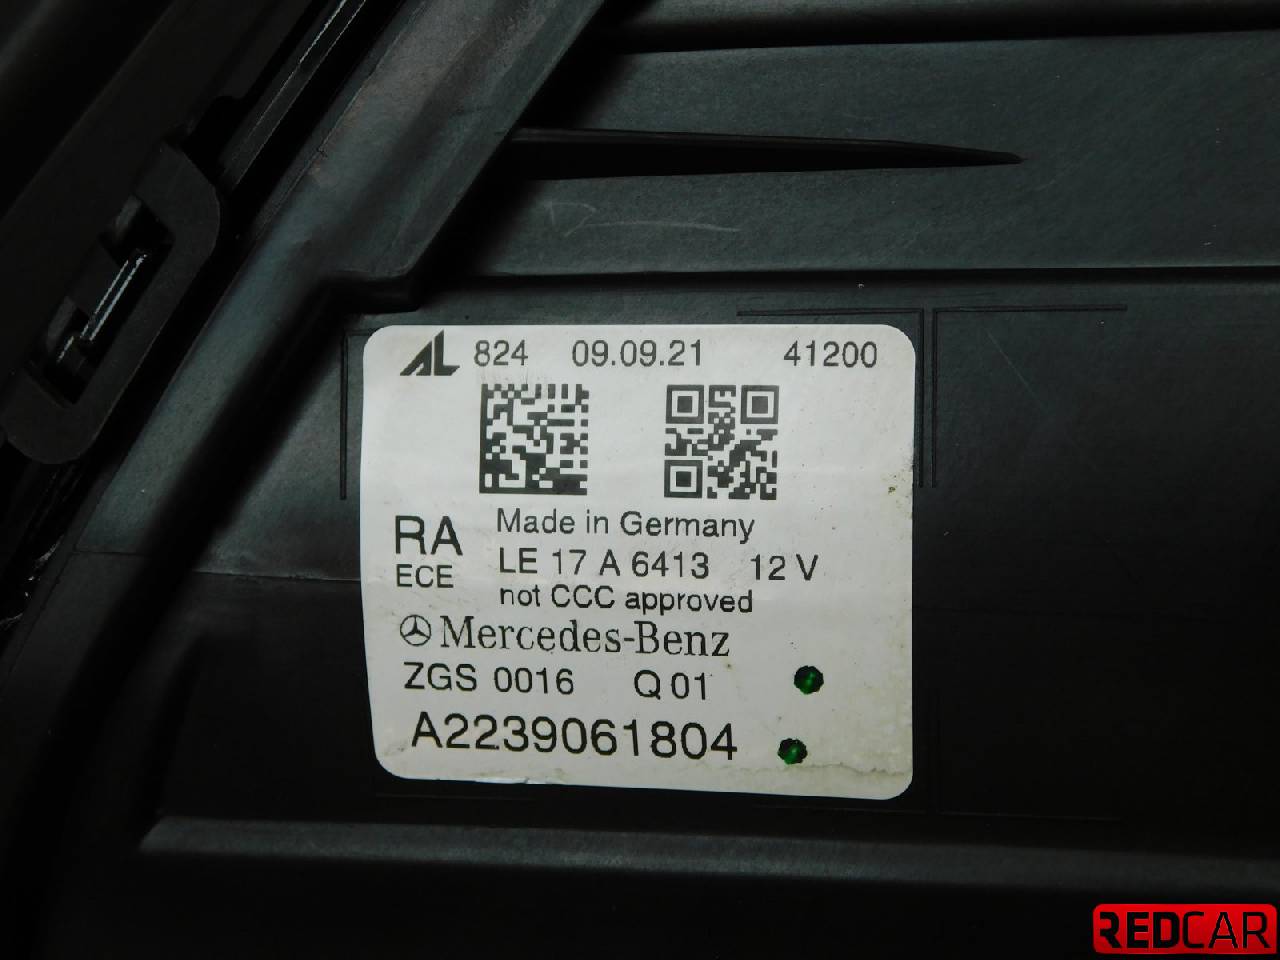 AL 824 09.09.21 41200
RA
ECE
Made in Germany
LE 17 A 6413 12 V
not CCC approved
Mercedes-Benz
ZGS 0016 Q 01
A2239061804
REDCAR